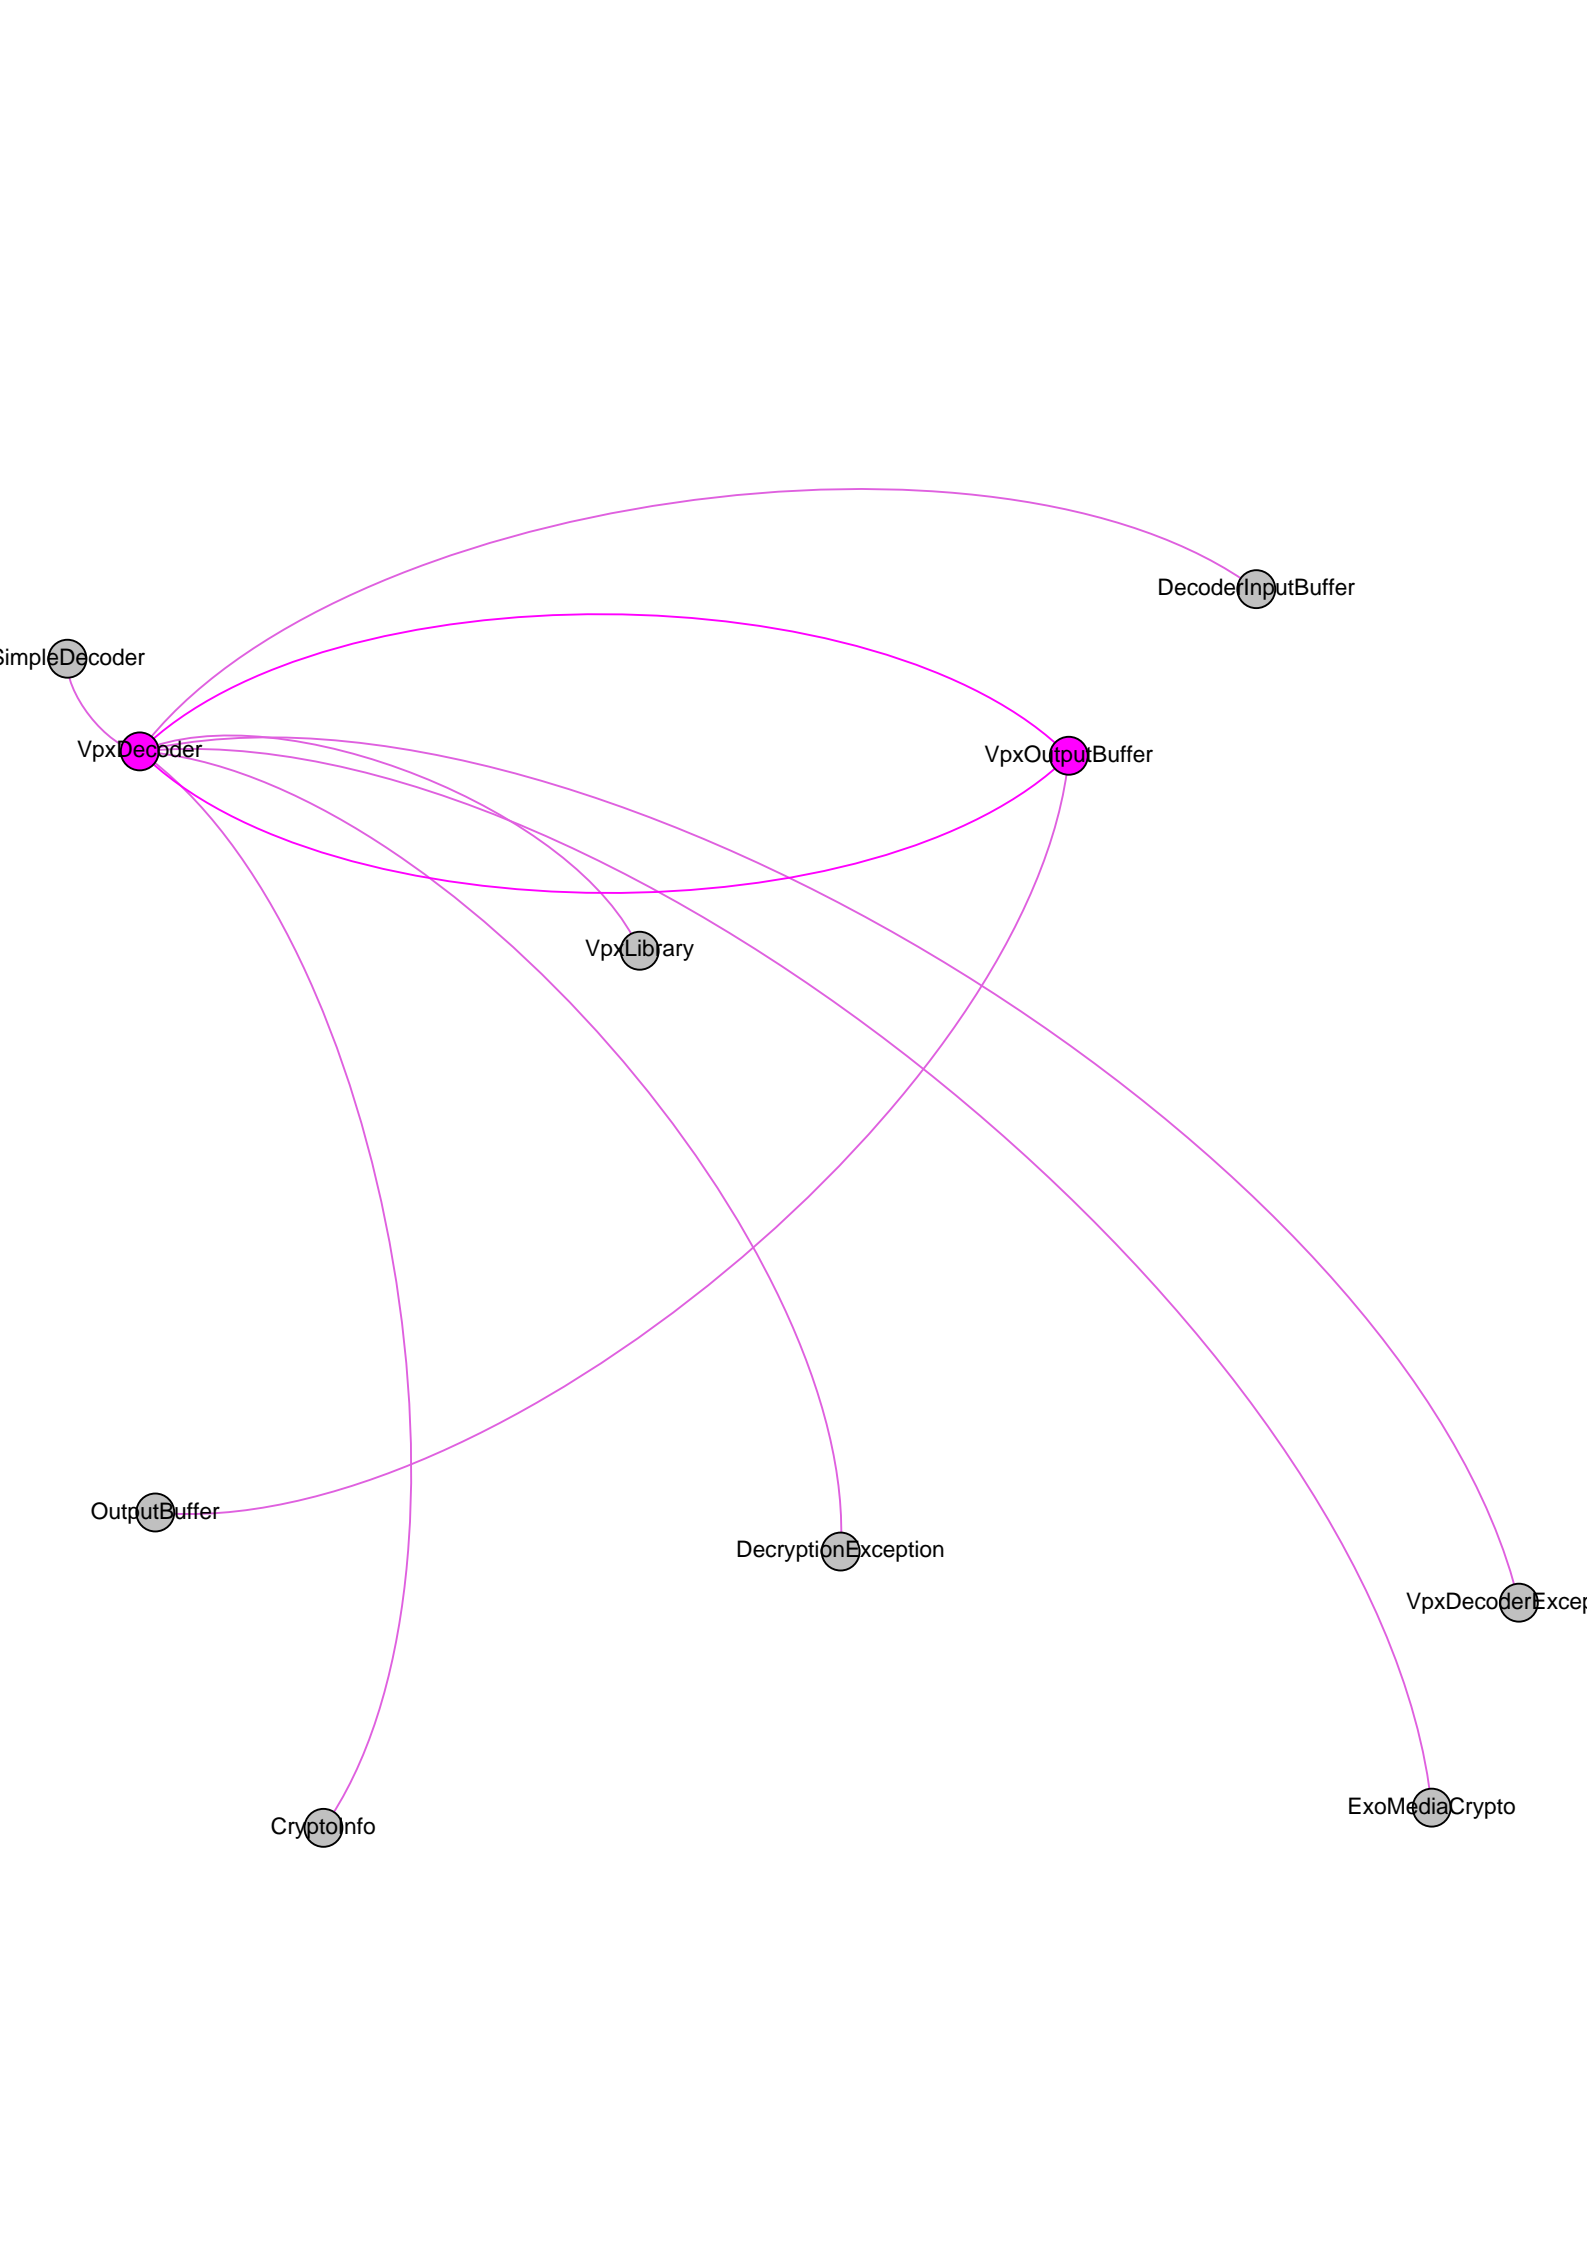 DecoderInputBuffer
SimpleDecoder
VpxDecoder
VpxOutputBuffer
VpxLibrary
OutputBuffer
DecryptionException
VpxDecoderExcep
ExoMediaCrypto
CryptoInfo